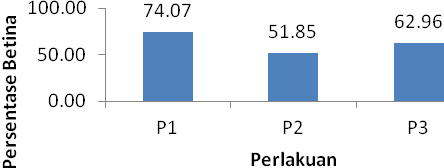 Persentase Betina
100.00
50.00
0.00
74.07
51.85
62.96
P1
P2
P3
Perlakuan